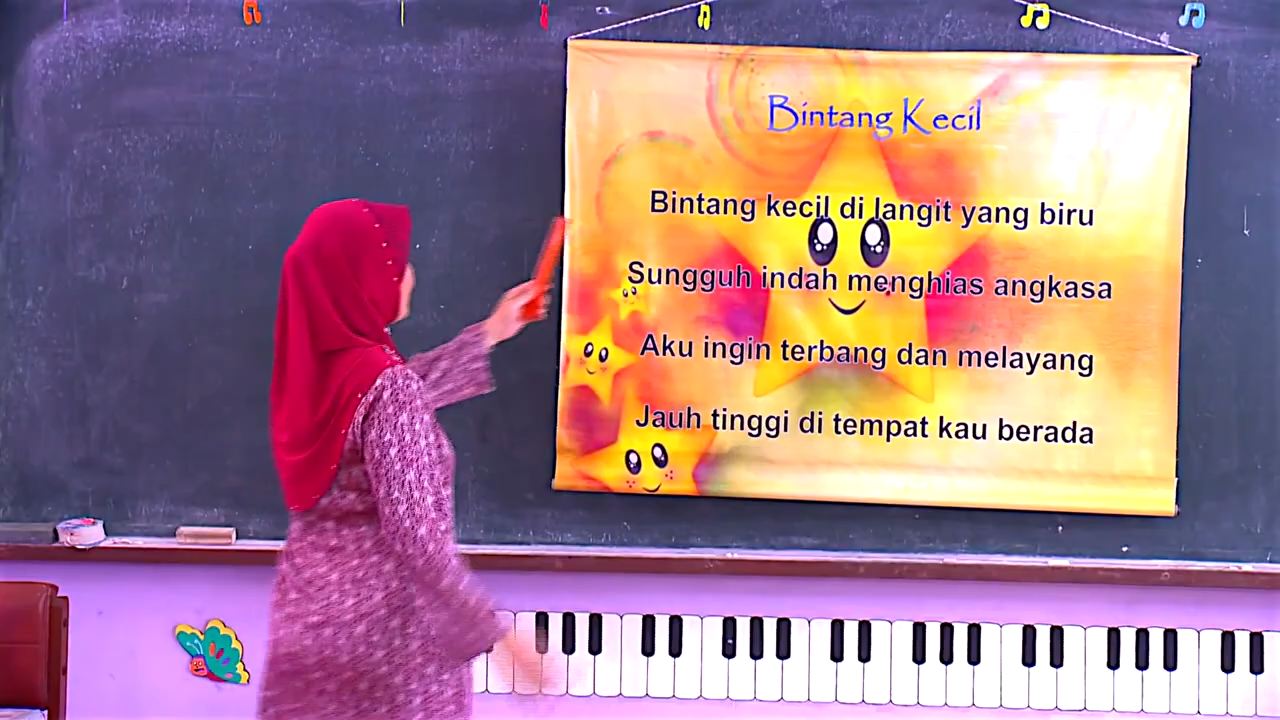 Bintang Kecil
Bintang kecil di langit yang biru
Sungguh indah menghias angkasa
Aku ingin terbang dan melayang
Jauh tinggi di tempat kau berada